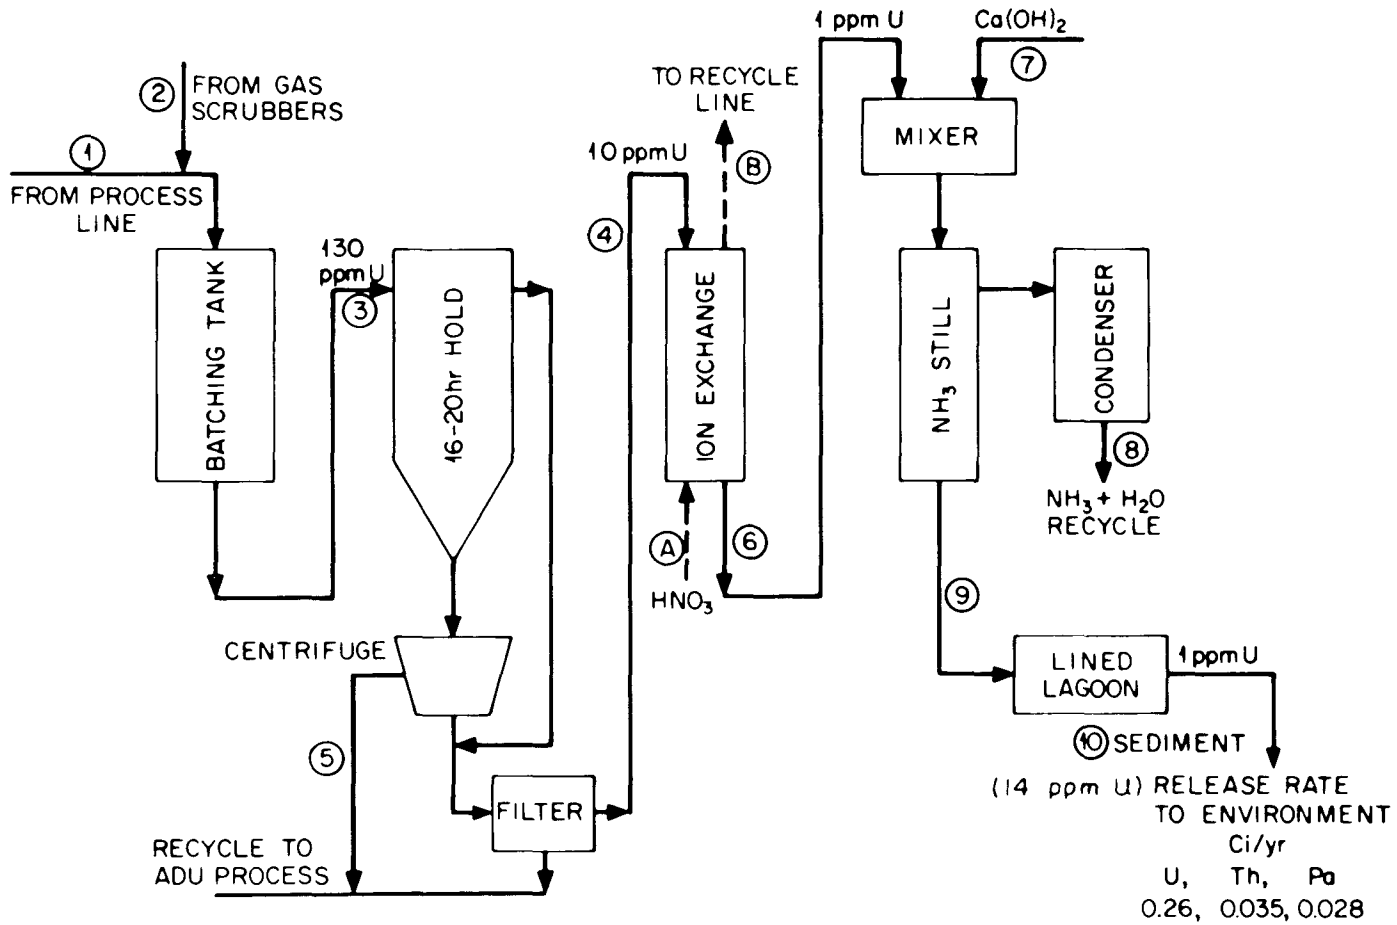 1 ppm U
Ca(OH)₂
7
2
FROM GAS
SCRUBBERS
1
FROM PROCESS
LINE
TO RECYCLE
LINE
B
10 ppm U
4
MIXER
130
ppm U
3
BATCHING TANK
16-20hr HOLD
ION EXCHANGE
NH₃ STILL
CONDENSER
8
NH₃ + H₂O
RECYCLE
A
HNO₃
6
9
CENTRIFUGE
5
LINED
LAGOON
1 ppm U
10 SEDIMENT
(14 ppm U) RELEASE RATE
TO ENVIRONMENT
Ci/yr
U, Th, Pa
0.26, 0.035, 0.028
FILTER
RECYCLE TO
ADU PROCESS